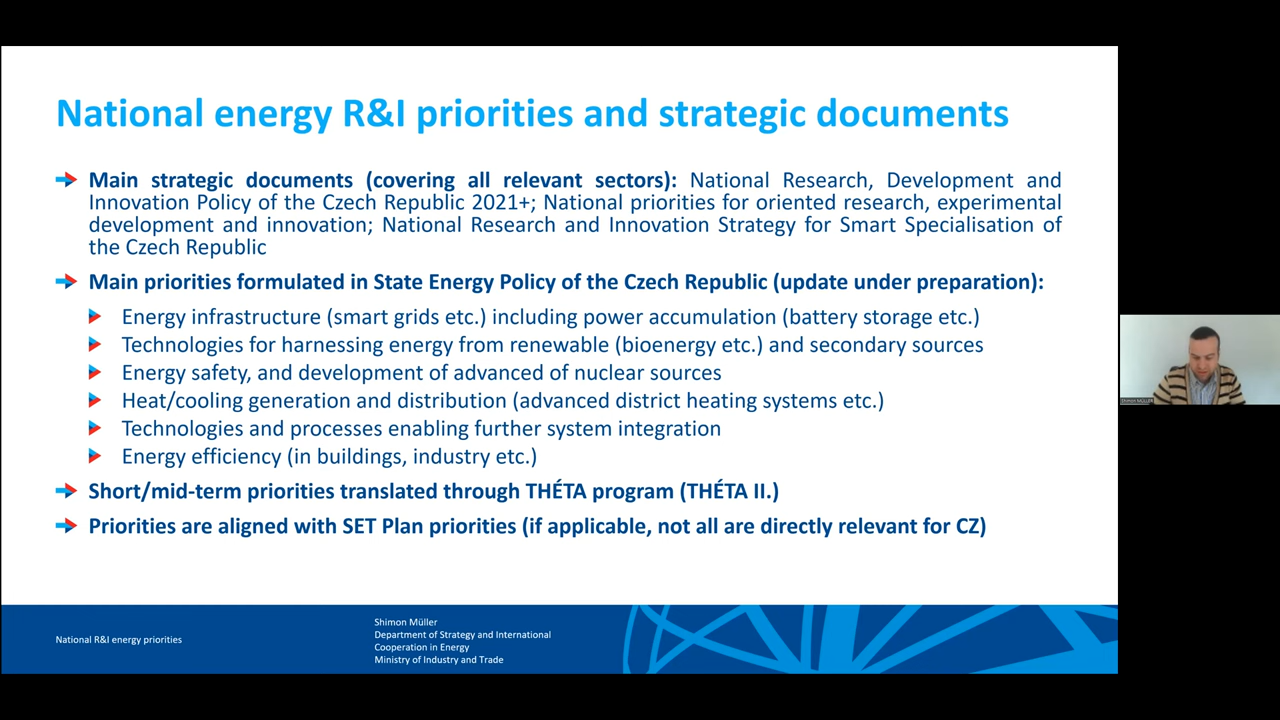 National energy R&I priorities and strategic documents
Main strategic documents (covering all relevant sectors): National Research, Development and
Innovation Policy of the Czech Republic 2021+; National priorities for oriented research, experimental
development and innovation; National Research and Innovation Strategy for Smart Specialisation of
the Czech Republic
Main priorities formulated in State Energy Policy of the Czech Republic (update under preparation):
Energy infrastructure (smart grids etc.) including power accumulation (battery storage etc.)
Technologies for harnessing energy from renewable (bioenergy etc.) and secondary sources
Energy safety, and development of advanced of nuclear sources
Heat/cooling generation and distribution (advanced district heating systems etc.)
Technologies and processes enabling further system integration
Energy efficiency (in buildings, industry etc.)
Short/mid-term priorities translated through THÉTA program (THÉTA II.)
Priorities are aligned with SET Plan priorities (if applicable, not all are directly relevant for CZ)
National R&I energy priorities
Shimon Müller
Department of Strategy and International
Cooperation in Energy
Ministry of Industry and Trade
Shimon MÜLLER